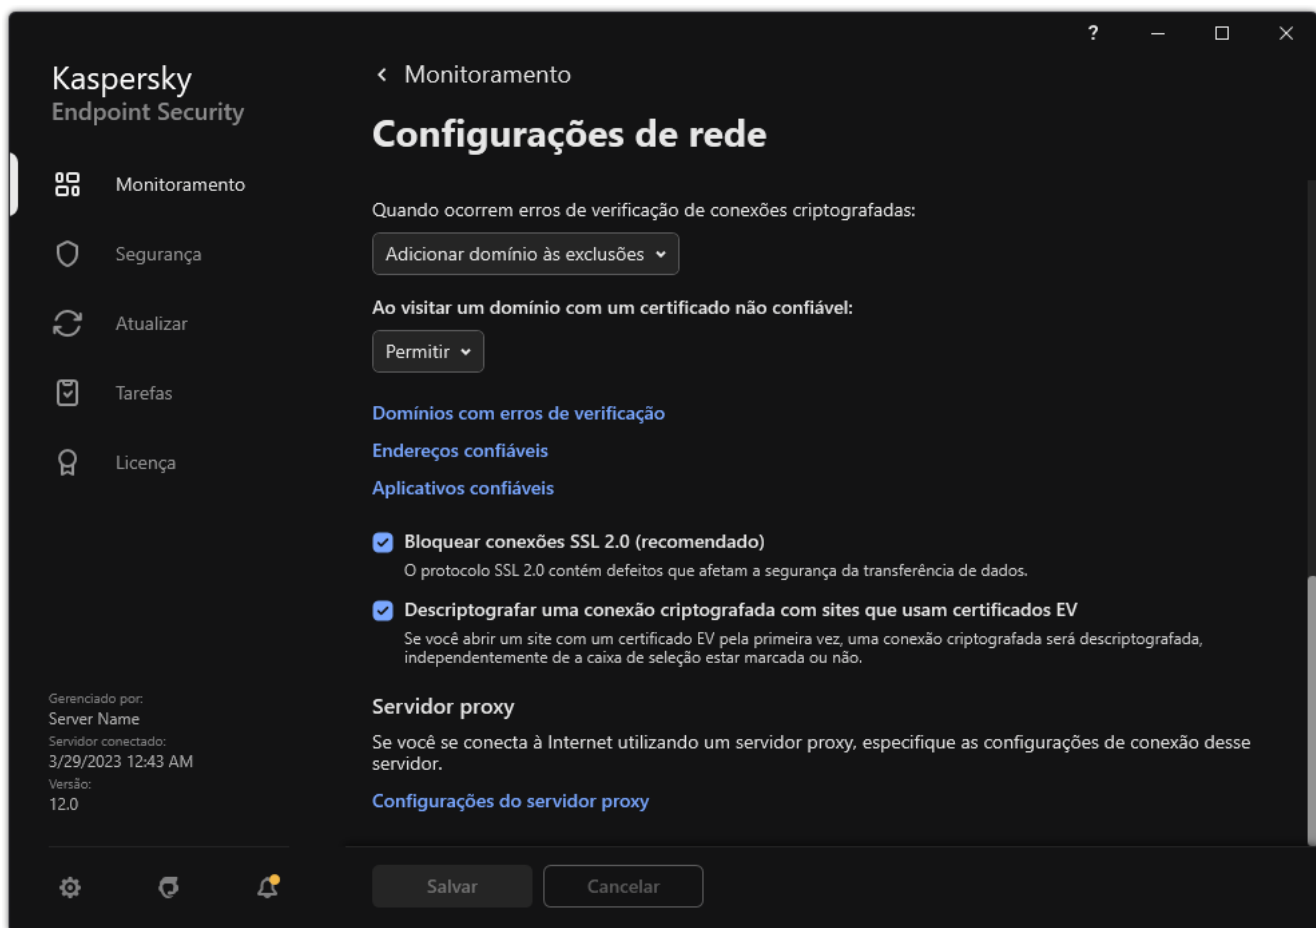 ?
Kaspersky
Endpoint Security
Monitoramento
Segurança
Atualizar
Tarefas
Licença
Gerenciado por:
Server Name
Servidor conectado:
3/29/2023 12:43 AM
Versão:
12.0
Monitoramento
Configurações de rede
Quando ocorrem erros de verificação de conexões criptografadas:
Adicionar domínio às exclusões
Ao visitar um domínio com um certificado não confiável:
Permitir
Domínios com erros de verificação
Endereços confiáveis
Aplicativos confiáveis
Bloquear conexões SSL 2.0 (recomendado)
O protocolo SSL 2.0 contém defeitos que afetam a segurança da transferência de dados.
Descriptografar uma conexão criptografada com sites que usam certificados EV
Se você abrir um site com um certificado EV pela primeira vez, uma conexão criptografada será descriptografada,
independentemente de a caixa de seleção estar marcada ou não.
Servidor proxy
Se você se conecta à Internet utilizando um servidor proxy, especifique as configurações de conexão desse
servidor.
Configurações do servidor proxy
Salvar
Cancelar